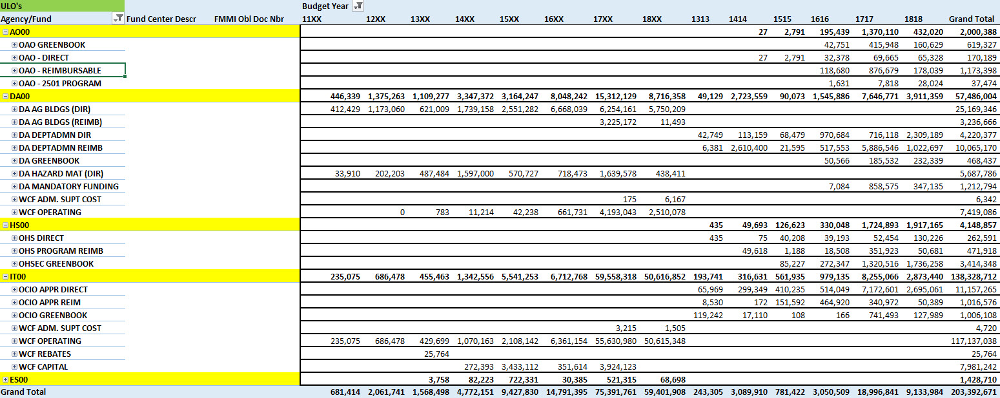 ULO's Budget Year
Agency/Fund Fund Center Descr FMMI Obl Doc Nbr 11XX 12XX 13XX 14XX 15XX 16XX 17XX 18XX 1313 1414 1515 1616 1717 1818 Grand Total
AO00 27 2,791 195,439 1,370,110 432,020 2,000,388
OAO GREENBOOK 42,751 415,948 160,629 619,327
OAO - DIRECT 27 2,791 32,378 69,665 65,328 170,189
OAO - REIMBURSABLE 118,680 876,679 178,039 1,173,398
OAO - 2501 PROGRAM 1,631 7,818 28,024 37,474
DA00 446,339 1,375,263 1,109,277 3,347,372 3,164,247 8,048,242 15,312,129 8,716,358 49,129 2,723,559 90,073 1,545,886 7,646,771 3,911,359 57,486,004
DA AG BLDGS (DIR) 412,429 1,173,060 621,009 1,739,158 2,551,282 6,668,039 6,254,161 5,750,209 25,169,346
DA AG BLDGS (REIMB) 3,225,172 11,493 3,236,666
DA DEPTADMN DIR 42,749 113,159 68,479 970,684 716,118 2,309,189 4,220,377
DA DEPTADMN REIMB 6,381 2,610,400 21,595 517,553 5,886,546 1,022,697 10,065,170
DA GREENBOOK 50,566 185,532 232,339 468,437
DA HAZARD MAT (DIR) 33,910 202,203 487,484 1,597,000 570,727 718,473 1,639,578 438,411 5,687,786
DA MANDATORY FUNDING 7,084 858,575 347,135 1,212,794
WCF ADM. SUPT COST 175 6,167 6,342
WCF OPERATING 0 783 11,214 42,238 661,731 4,193,043 2,510,078 7,419,086
HS00 435 49,693 126,623 330,048 1,724,893 1,917,165 4,148,857
OHS DIRECT 435 75 40,208 39,193 52,454 130,226 262,591
OHS PROGRAM REIMB 49,618 1,188 18,508 351,923 50,681 471,918
OHSEC GREENBOOK 85,227 272,347 1,320,516 1,736,258 3,414,348
IT00 235,075 686,478 455,463 1,342,556 5,541,253 6,712,768 59,558,318 50,616,852 193,741 316,631 561,935 979,135 8,255,066 2,873,440 138,328,712
OCIO APPR DIRECT 65,969 299,349 410,235 514,049 7,172,601 2,695,061 11,157,265
OCIO APPR REIM 8,530 172 151,592 464,920 340,972 50,389 1,016,576
OCIO GREENBOOK 119,242 17,110 108 166 741,493 127,989 1,006,108
WCF ADM. SUPT COST 3,215 1,505 4,720
WCF OPERATING 235,075 686,478 429,699 1,070,163 2,108,142 6,361,154 55,630,980 50,615,348 117,137,038
WCF REBATES 25,764 25,764
WCF CAPITAL 272,393 3,433,112 351,614 3,924,123 7,981,242
ES00 3,758 82,223 722,331 30,385 521,315 68,698 1,428,710
Grand Total 681,414 2,061,741 1,568,498 4,772,151 9,427,830 14,791,395 75,391,761 59,401,908 243,305 3,089,910 781,422 3,050,509 18,996,841 9,133,984 203,392,671